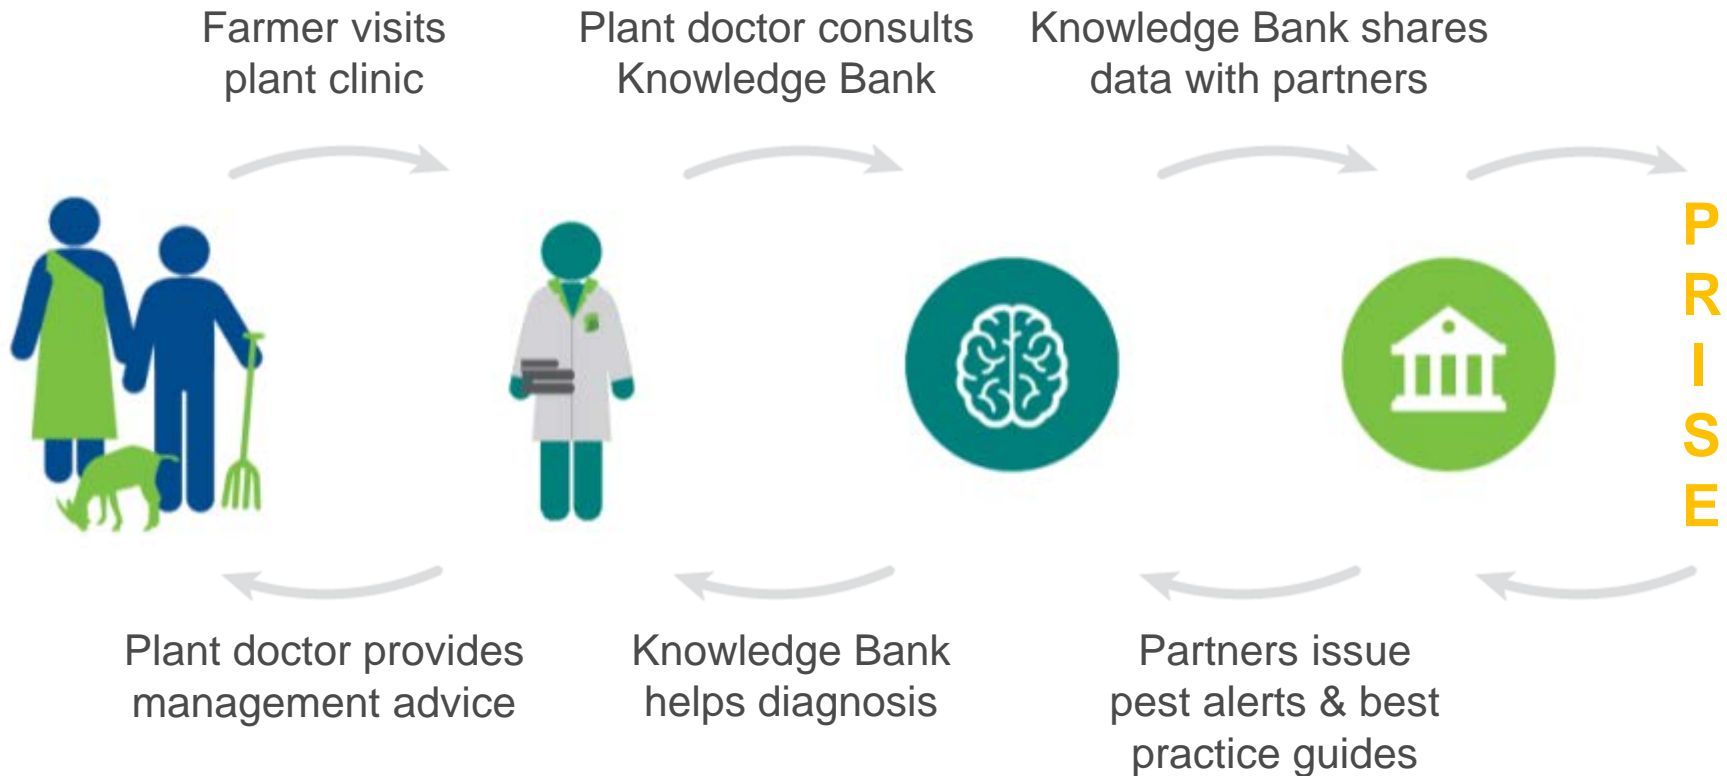 Farmer visits
plant clinic
Plant doctor consults
Knowledge Bank
Knowledge Bank shares
data with partners
P
R
I
S
E
Plant doctor provides
management advice
Knowledge Bank
helps diagnosis
Partners issue
pest alerts & best
practice guides